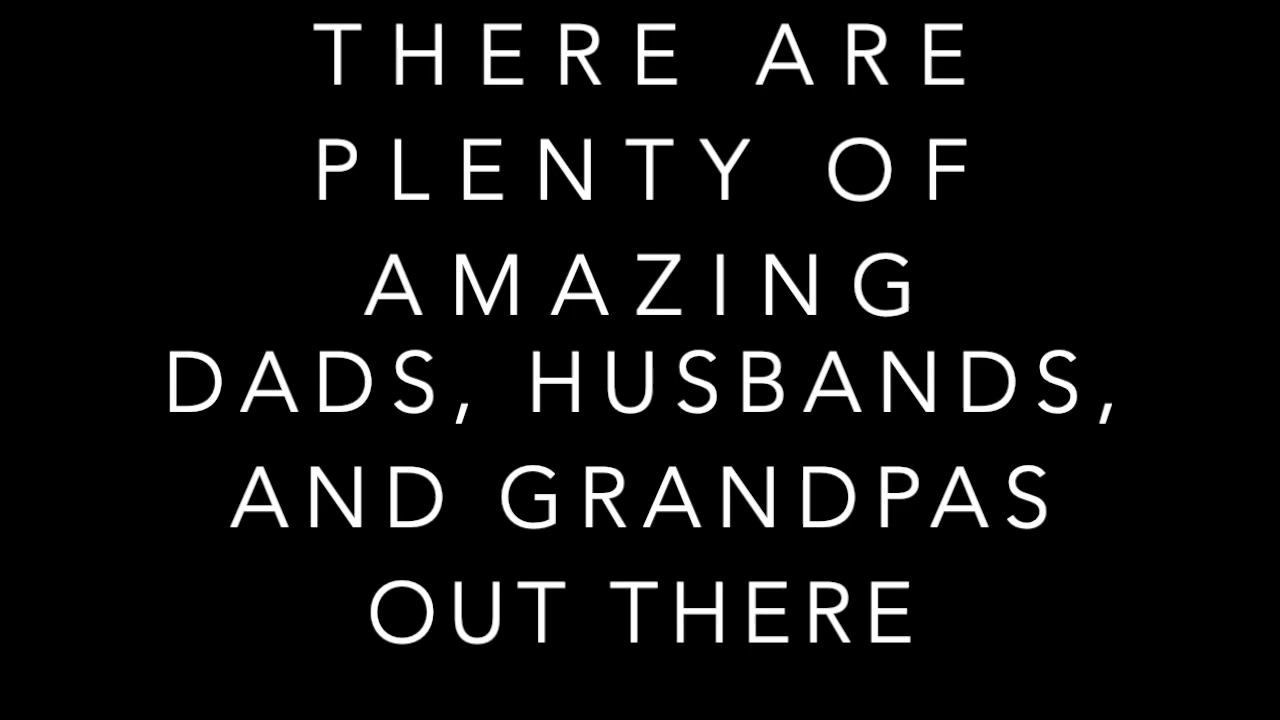 THERE ARE
PLENTY OF
AMAZING
DADS, HUSBANDS,
AND GRANDPAS
OUT THERE